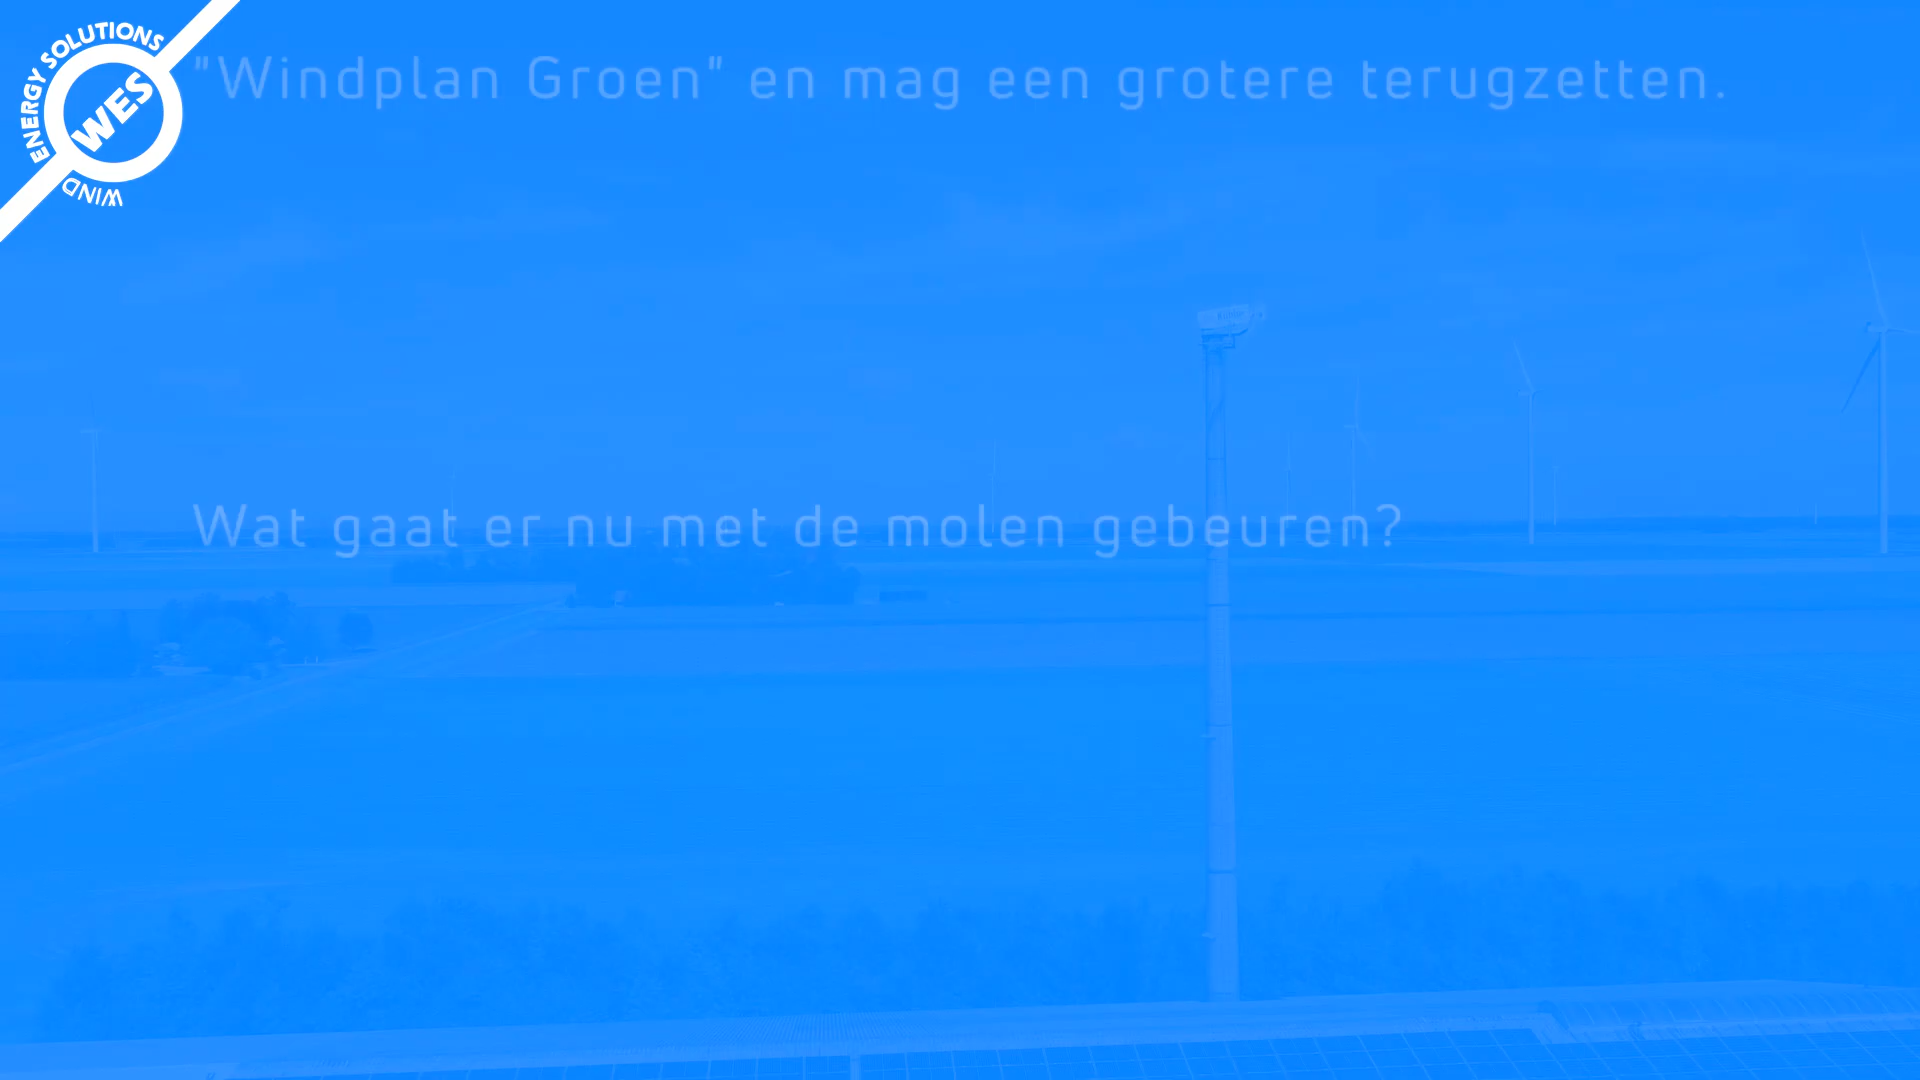 ENERGY SOLUTIONS
WES
WIND
"Windplan Groen" en mag een grotere terugzetten.
Wat gaat er nu met de molen gebeuren?